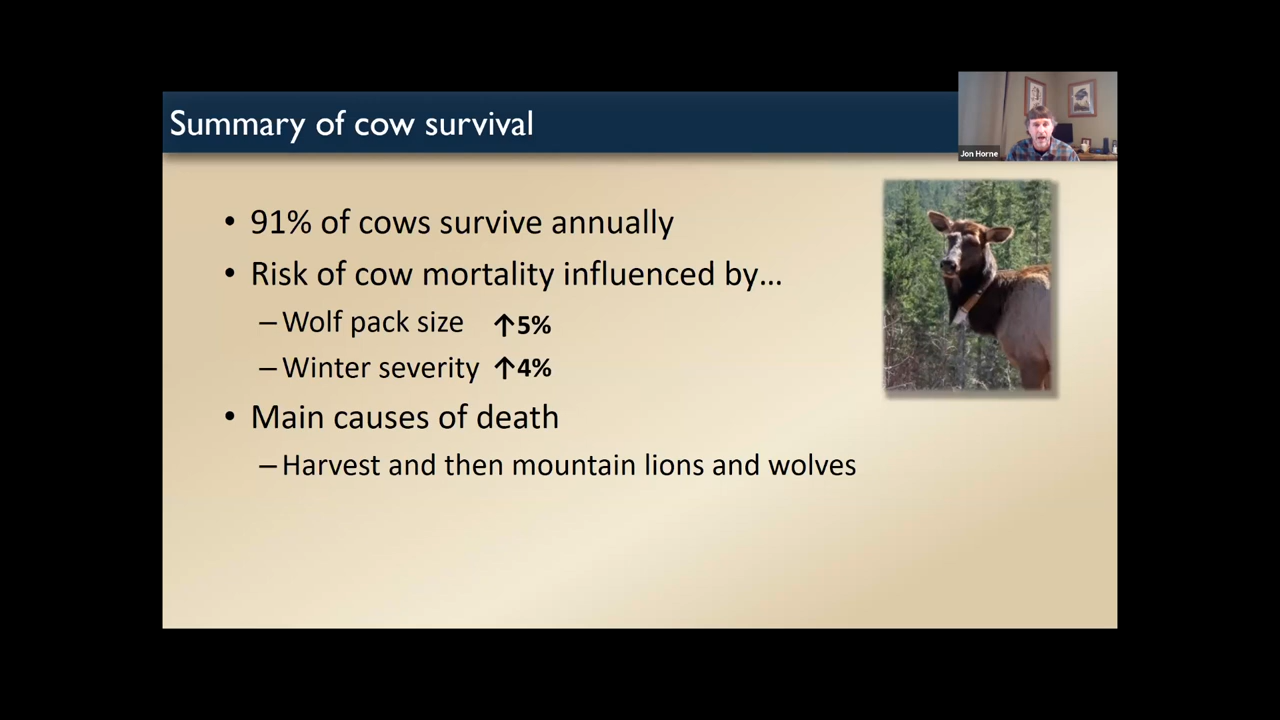 Summary of cow survival
Jon Horne
• 91% of cows survive annually
• Risk of cow mortality influenced by...
–Wolf pack size ↑5%
–Winter severity ↑4%
• Main causes of death
–Harvest and then mountain lions and wolves